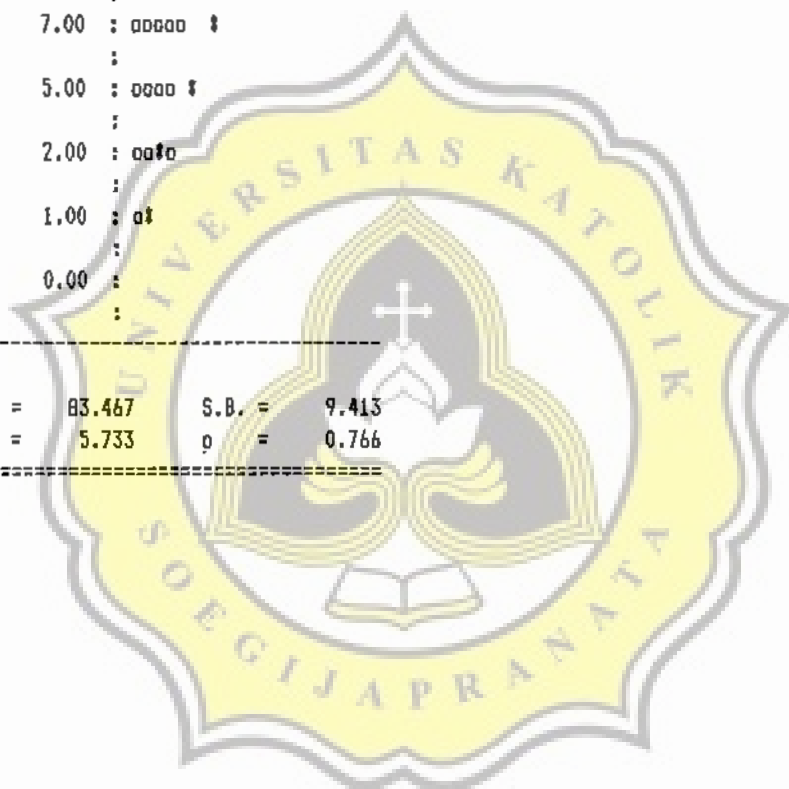 7.00 : ooooo *
:
5.00 : oooo *
:
2.00 : oo*o
:
1.00 : o*
:
0.00 :
:
--------------------------------
= 83.467 S.B. = 9.413
= 5.733 p = 0.766
================================
UNIVERSITAS KATOLIK
SOEGIJAPRANATA